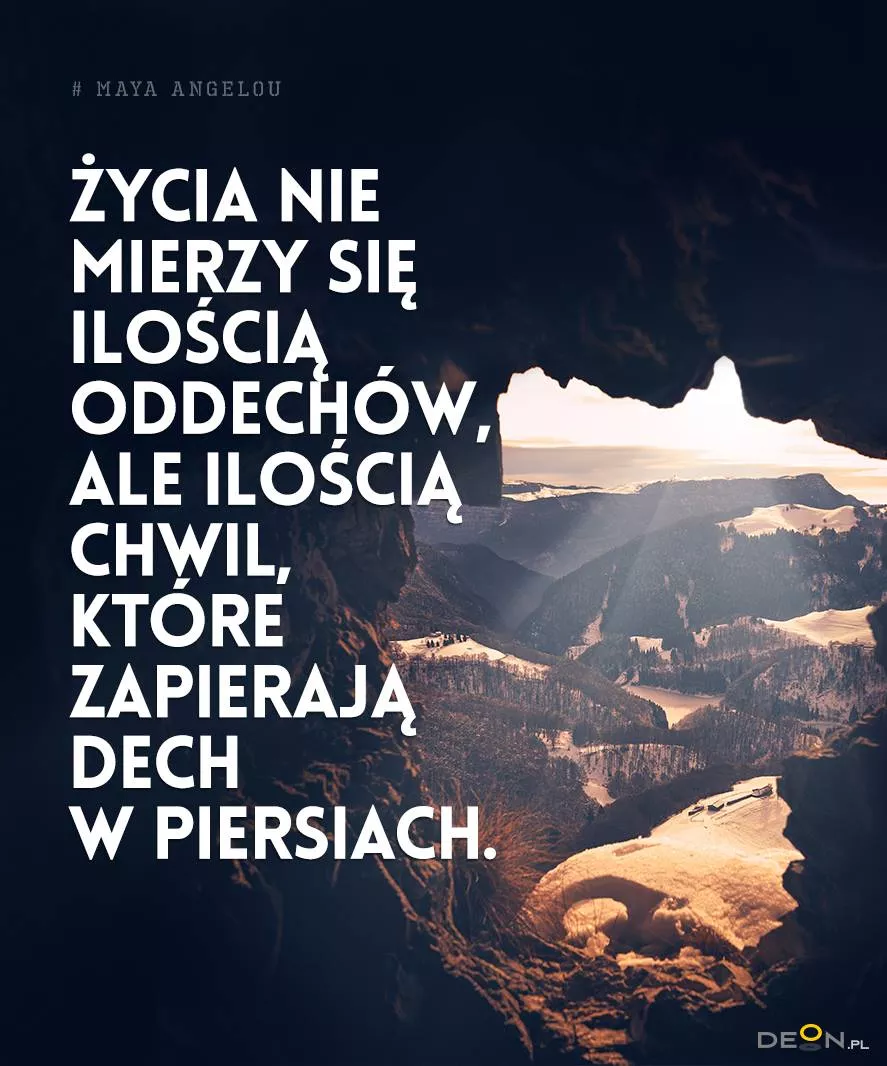 # MAYA ANGELOU
ŻYCIA NIE
MIERZY SIĘ
ILOŚCIĄ
ODDECHÓW,
ALE ILOŚCIĄ
CHWIL,
KTÓRE
ZAPIERAJĄ
DECH
W PIERSIACH.
DEON.PL